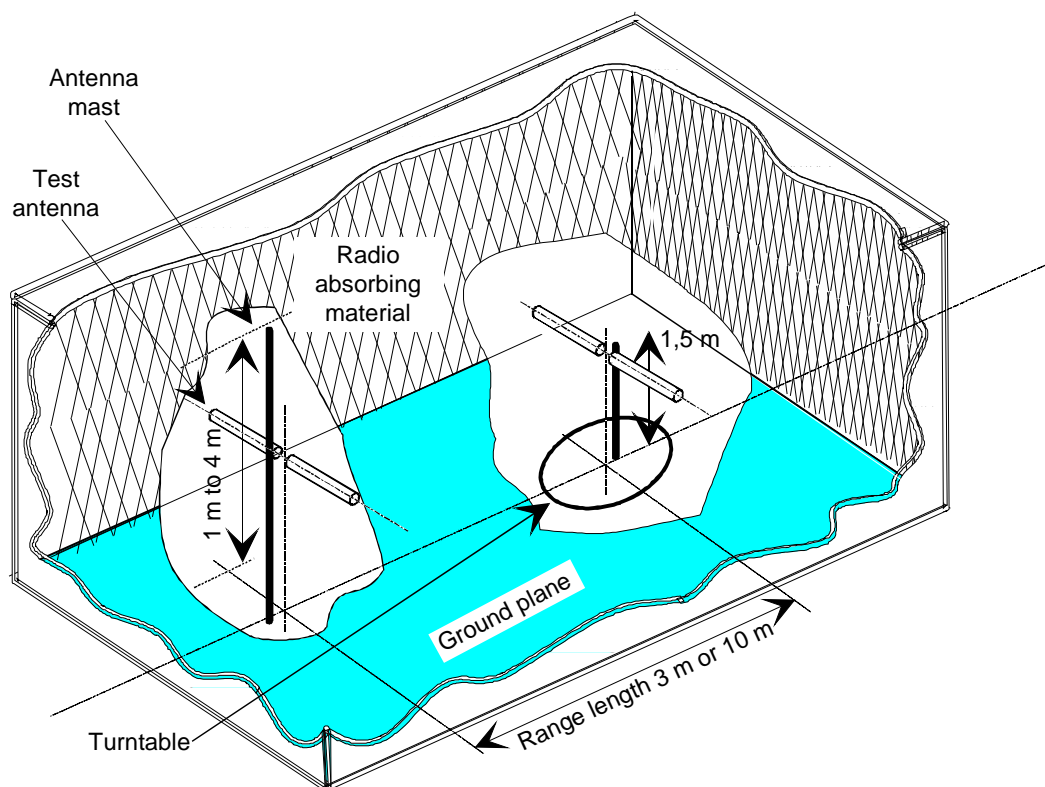 Antenna
mast
Test
antenna
Radio
absorbing
material
1,5 m
1 m to 4 m
Ground plane
Range length 3 m or 10 m
Turntable